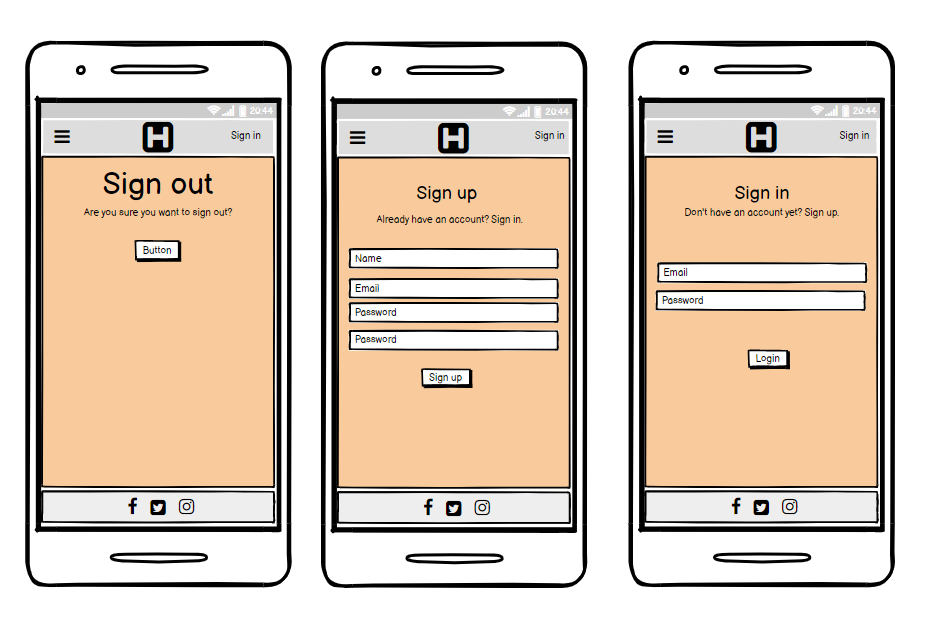 20:44
H
Sign in
Sign out
Are you sure you want to sign out?
Button
20:44
H
Sign in
Sign up
Already have an account? Sign in.
Name
Email
Password
Password
Sign up
20:44
H
Sign in
Sign in
Don't have an account yet? Sign up.
Email
Password
Login